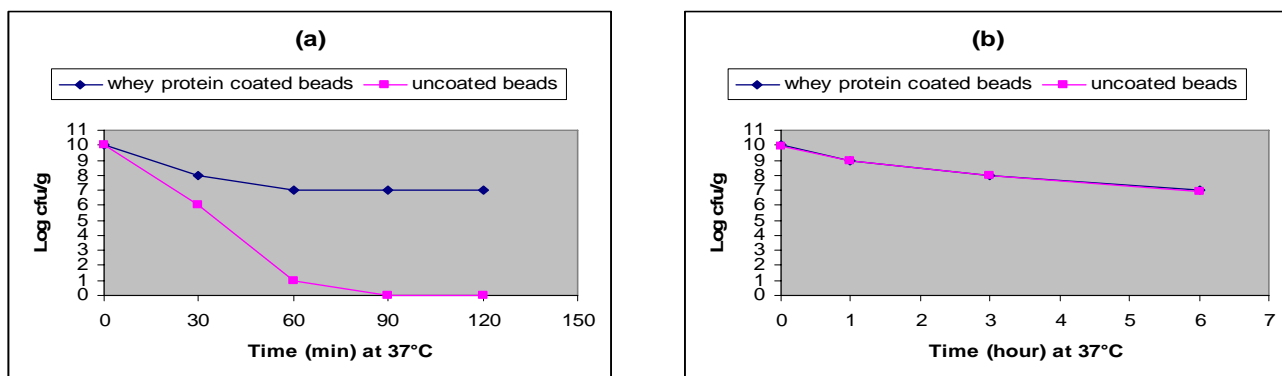 (a)
whey protein coated beads uncoated beads
11
10
9
8
7
6
5
4
3
2
1
0
Log cfu/g
0 30 60 90 120 150
Time (min) at 37°C
(b)
whey protein coated beads uncoated beads
11
10
9
8
7
6
5
4
3
2
1
0
Log cfu/g
0 1 2 3 4 5 6 7
Time (hour) at 37°C